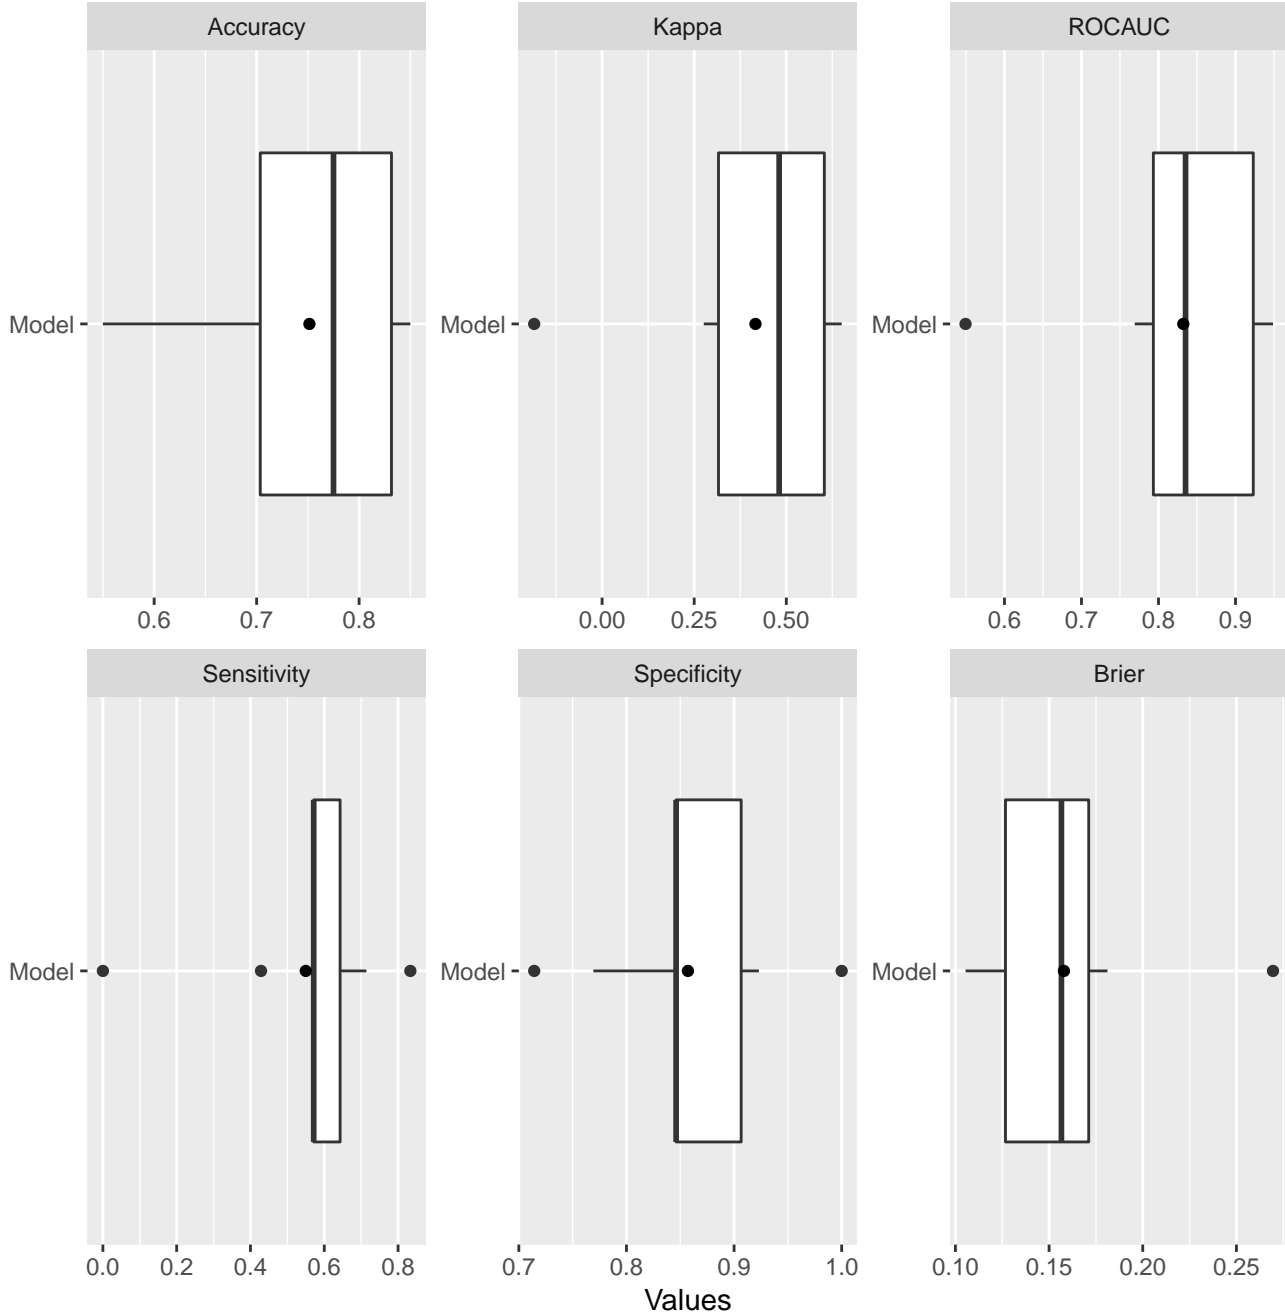 Accuracy Kappa ROCAUC
Model Model Model
0.6 0.7 0.8 0.00 0.25 0.50 0.6 0.7 0.8 0.9
Sensitivity Specificity Brier
Model Model Model
0.0 0.2 0.4 0.6 0.8 0.7 0.8 0.9 1.0 0.10 0.15 0.20 0.25
Values